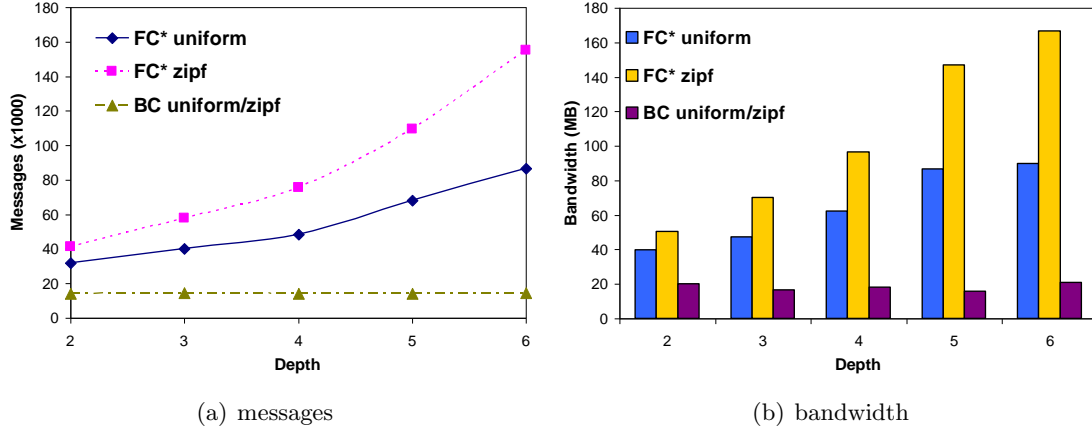 180
160
140
120
100
80
60
40
20
0
Messages (x1000)
FC* uniform
FC* zipf
BC uniform/zipf
2 3 4 5 6
Depth
(a) messages
180
160
140
120
100
80
60
40
20
0
Bandwidth (MB)
FC* uniform
FC* zipf
BC uniform/zipf
2 3 4 5 6
Depth
(b) bandwidth